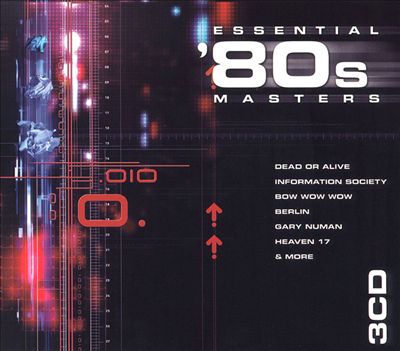 ESSENTIAL
'80s
MASTERS
DEAD OR ALIVE
INFORMATION SOCIETY
BOW WOW WOW
BERLIN
GARY NUMAN
HEAVEN 17
& MORE
.010
0.
3CD